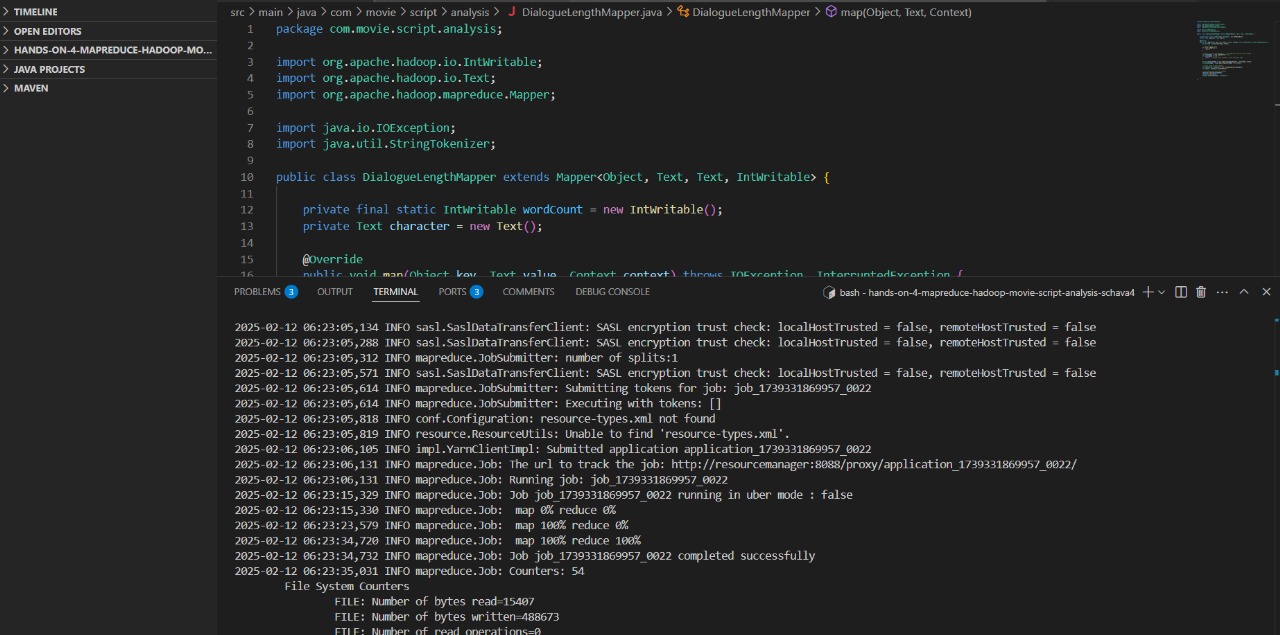 TIMELINE
OPEN EDITORS
HANDS-ON-4-MAPREDUCE-HADOOP-MO...
JAVA PROJECTS
MAVEN
src > main > java > com > movie > script > analysis > J DialogueLengthMapper.java > DialogueLengthMapper > map(Object, Text, Context)
1 package com.movie.script.analysis;
2
3 import org.apache.hadoop.io.IntWritable;
4 import org.apache.hadoop.io.Text;
5 import org.apache.hadoop.mapreduce.Mapper;
6
7 import java.io.IOException;
8 import java.util.StringTokenizer;
9
10 public class DialogueLengthMapper extends Mapper<Object, Text, Text, IntWritable> {
11
12 private final static IntWritable wordCount = new IntWritable();
13 private Text character = new Text();
14
15 @Override
16 public void map(Object key, Text value, Context context) throws IOException, InterruptedException {
PROBLEMS 3 OUTPUT TERMINAL PORTS 3 COMMENTS DEBUG CONSOLE bash - hands-on-4-mapreduce-hadoop-movie-script-analysis-schava4
2025-02-12 06:23:05,134 INFO sasl.SaslDataTransferClient: SASL encryption trust check: localHostTrusted = false, remoteHostTrusted = false
2025-02-12 06:23:05,288 INFO sasl.SaslDataTransferClient: SASL encryption trust check: localHostTrusted = false, remoteHostTrusted = false
2025-02-12 06:23:05,312 INFO mapreduce.JobSubmitter: number of splits:1
2025-02-12 06:23:05,571 INFO sasl.SaslDataTransferClient: SASL encryption trust check: localHostTrusted = false, remoteHostTrusted = false
2025-02-12 06:23:05,614 INFO mapreduce.JobSubmitter: Submitting tokens for job: job_1739331869957_0022
2025-02-12 06:23:05,614 INFO mapreduce.JobSubmitter: Executing with tokens: []
2025-02-12 06:23:05,818 INFO conf.Configuration: resource-types.xml not found
2025-02-12 06:23:05,819 INFO resource.ResourceUtils: Unable to find 'resource-types.xml'.
2025-02-12 06:23:06,105 INFO impl.YarnClientImpl: Submitted application application_1739331869957_0022
2025-02-12 06:23:06,131 INFO mapreduce.Job: The url to track the job: http://resourcemanager:8088/proxy/application_1739331869957_0022/
2025-02-12 06:23:06,131 INFO mapreduce.Job: Running job: job_1739331869957_0022
2025-02-12 06:23:15,329 INFO mapreduce.Job: Job job_1739331869957_0022 running in uber mode : false
2025-02-12 06:23:15,330 INFO mapreduce.Job:  map 0% reduce 0%
2025-02-12 06:23:23,579 INFO mapreduce.Job:  map 100% reduce 0%
2025-02-12 06:23:34,720 INFO mapreduce.Job:  map 100% reduce 100%
2025-02-12 06:23:34,732 INFO mapreduce.Job: Job job_1739331869957_0022 completed successfully
2025-02-12 06:23:35,031 INFO mapreduce.Job: Counters: 54
File System Counters
FILE: Number of bytes read=15407
FILE: Number of bytes written=488673
FILE: Number of read operations=0